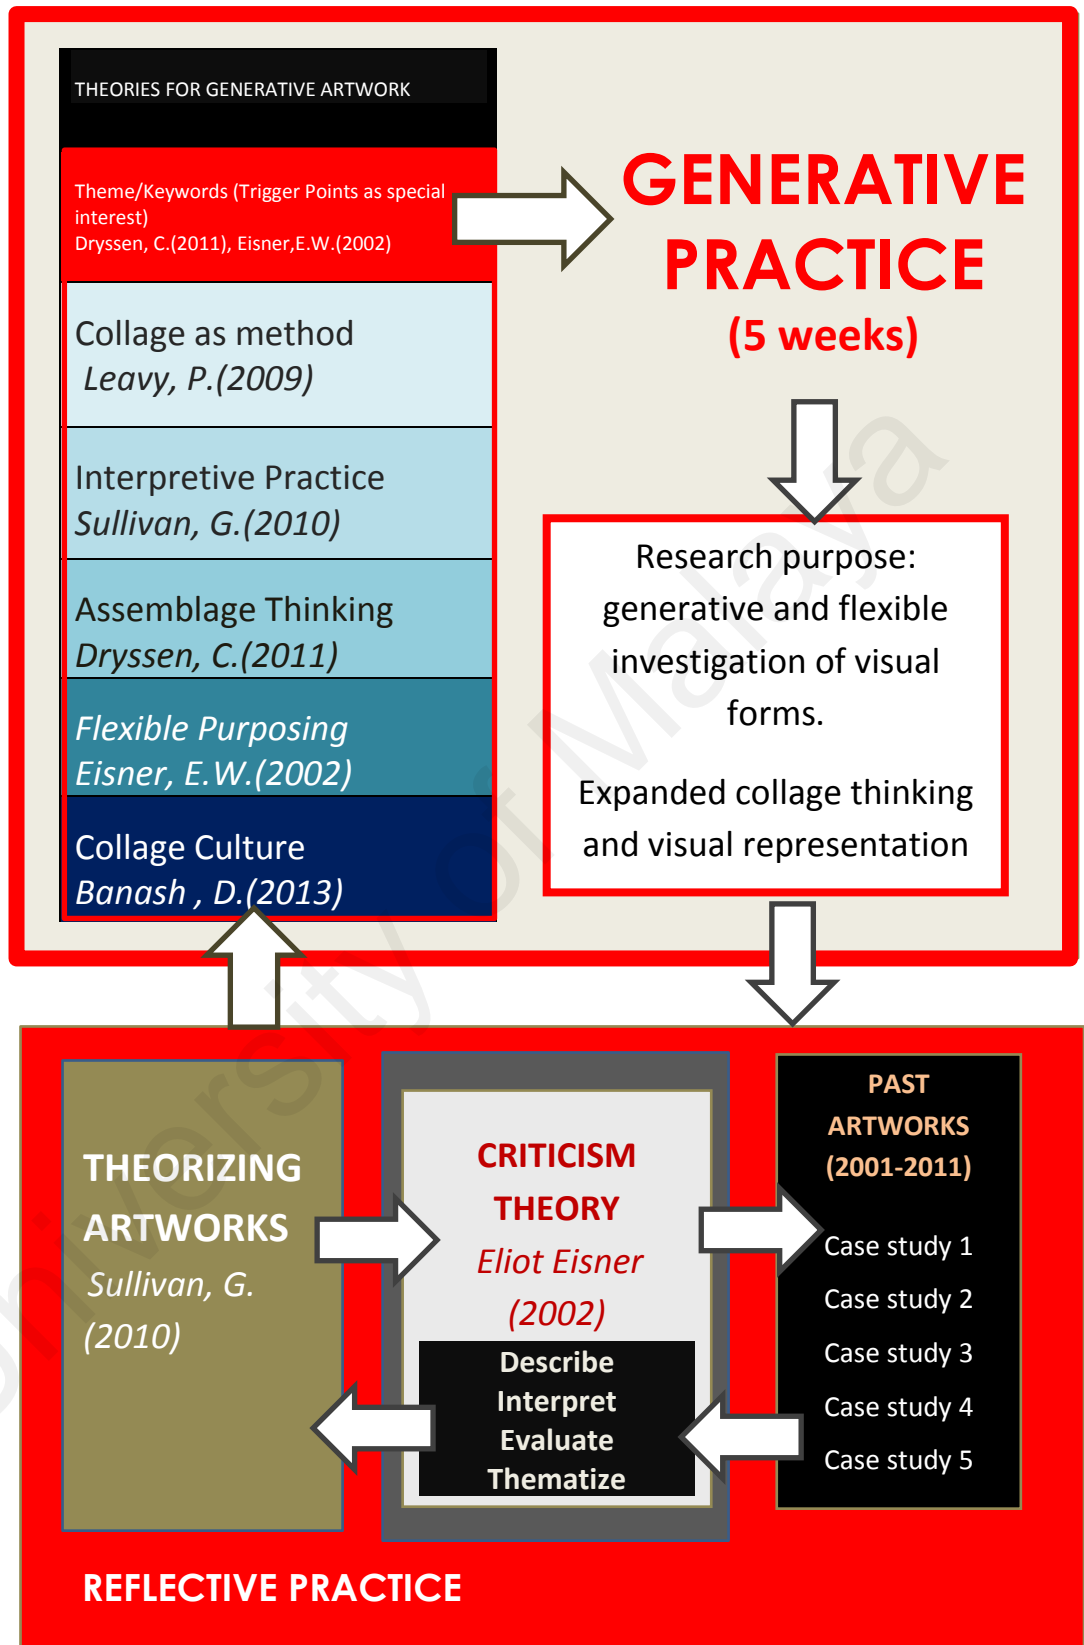 THEORIES FOR GENERATIVE ARTWORK
Theme/Keywords (Trigger Points as special
interest)
Dryssen, C.(2011), Eisner,E.W.(2002)
Collage as method
Leavy, P.(2009)
Interpretive Practice
Sullivan, G.(2010)
Assemblage Thinking
Dryssen, C.(2011)
Flexible Purposing
Eisner, E.W.(2002)
Collage Culture
Banash , D.(2013)
GENERATIVE
PRACTICE
(5 weeks)
Research purpose:
generative and flexible
investigation of visual
forms.
Expanded collage thinking
and visual representation
THEORIZING
ARTWORKS
Sullivan, G.
(2010)
CRITICISM
THEORY
Eliot Eisner
(2002)
Describe
Interpret
Evaluate
Thematize
PAST
ARTWORKS
(2001-2011)
Case study 1
Case study 2
Case study 3
Case study 4
Case study 5
REFLECTIVE PRACTICE
University of Malaya